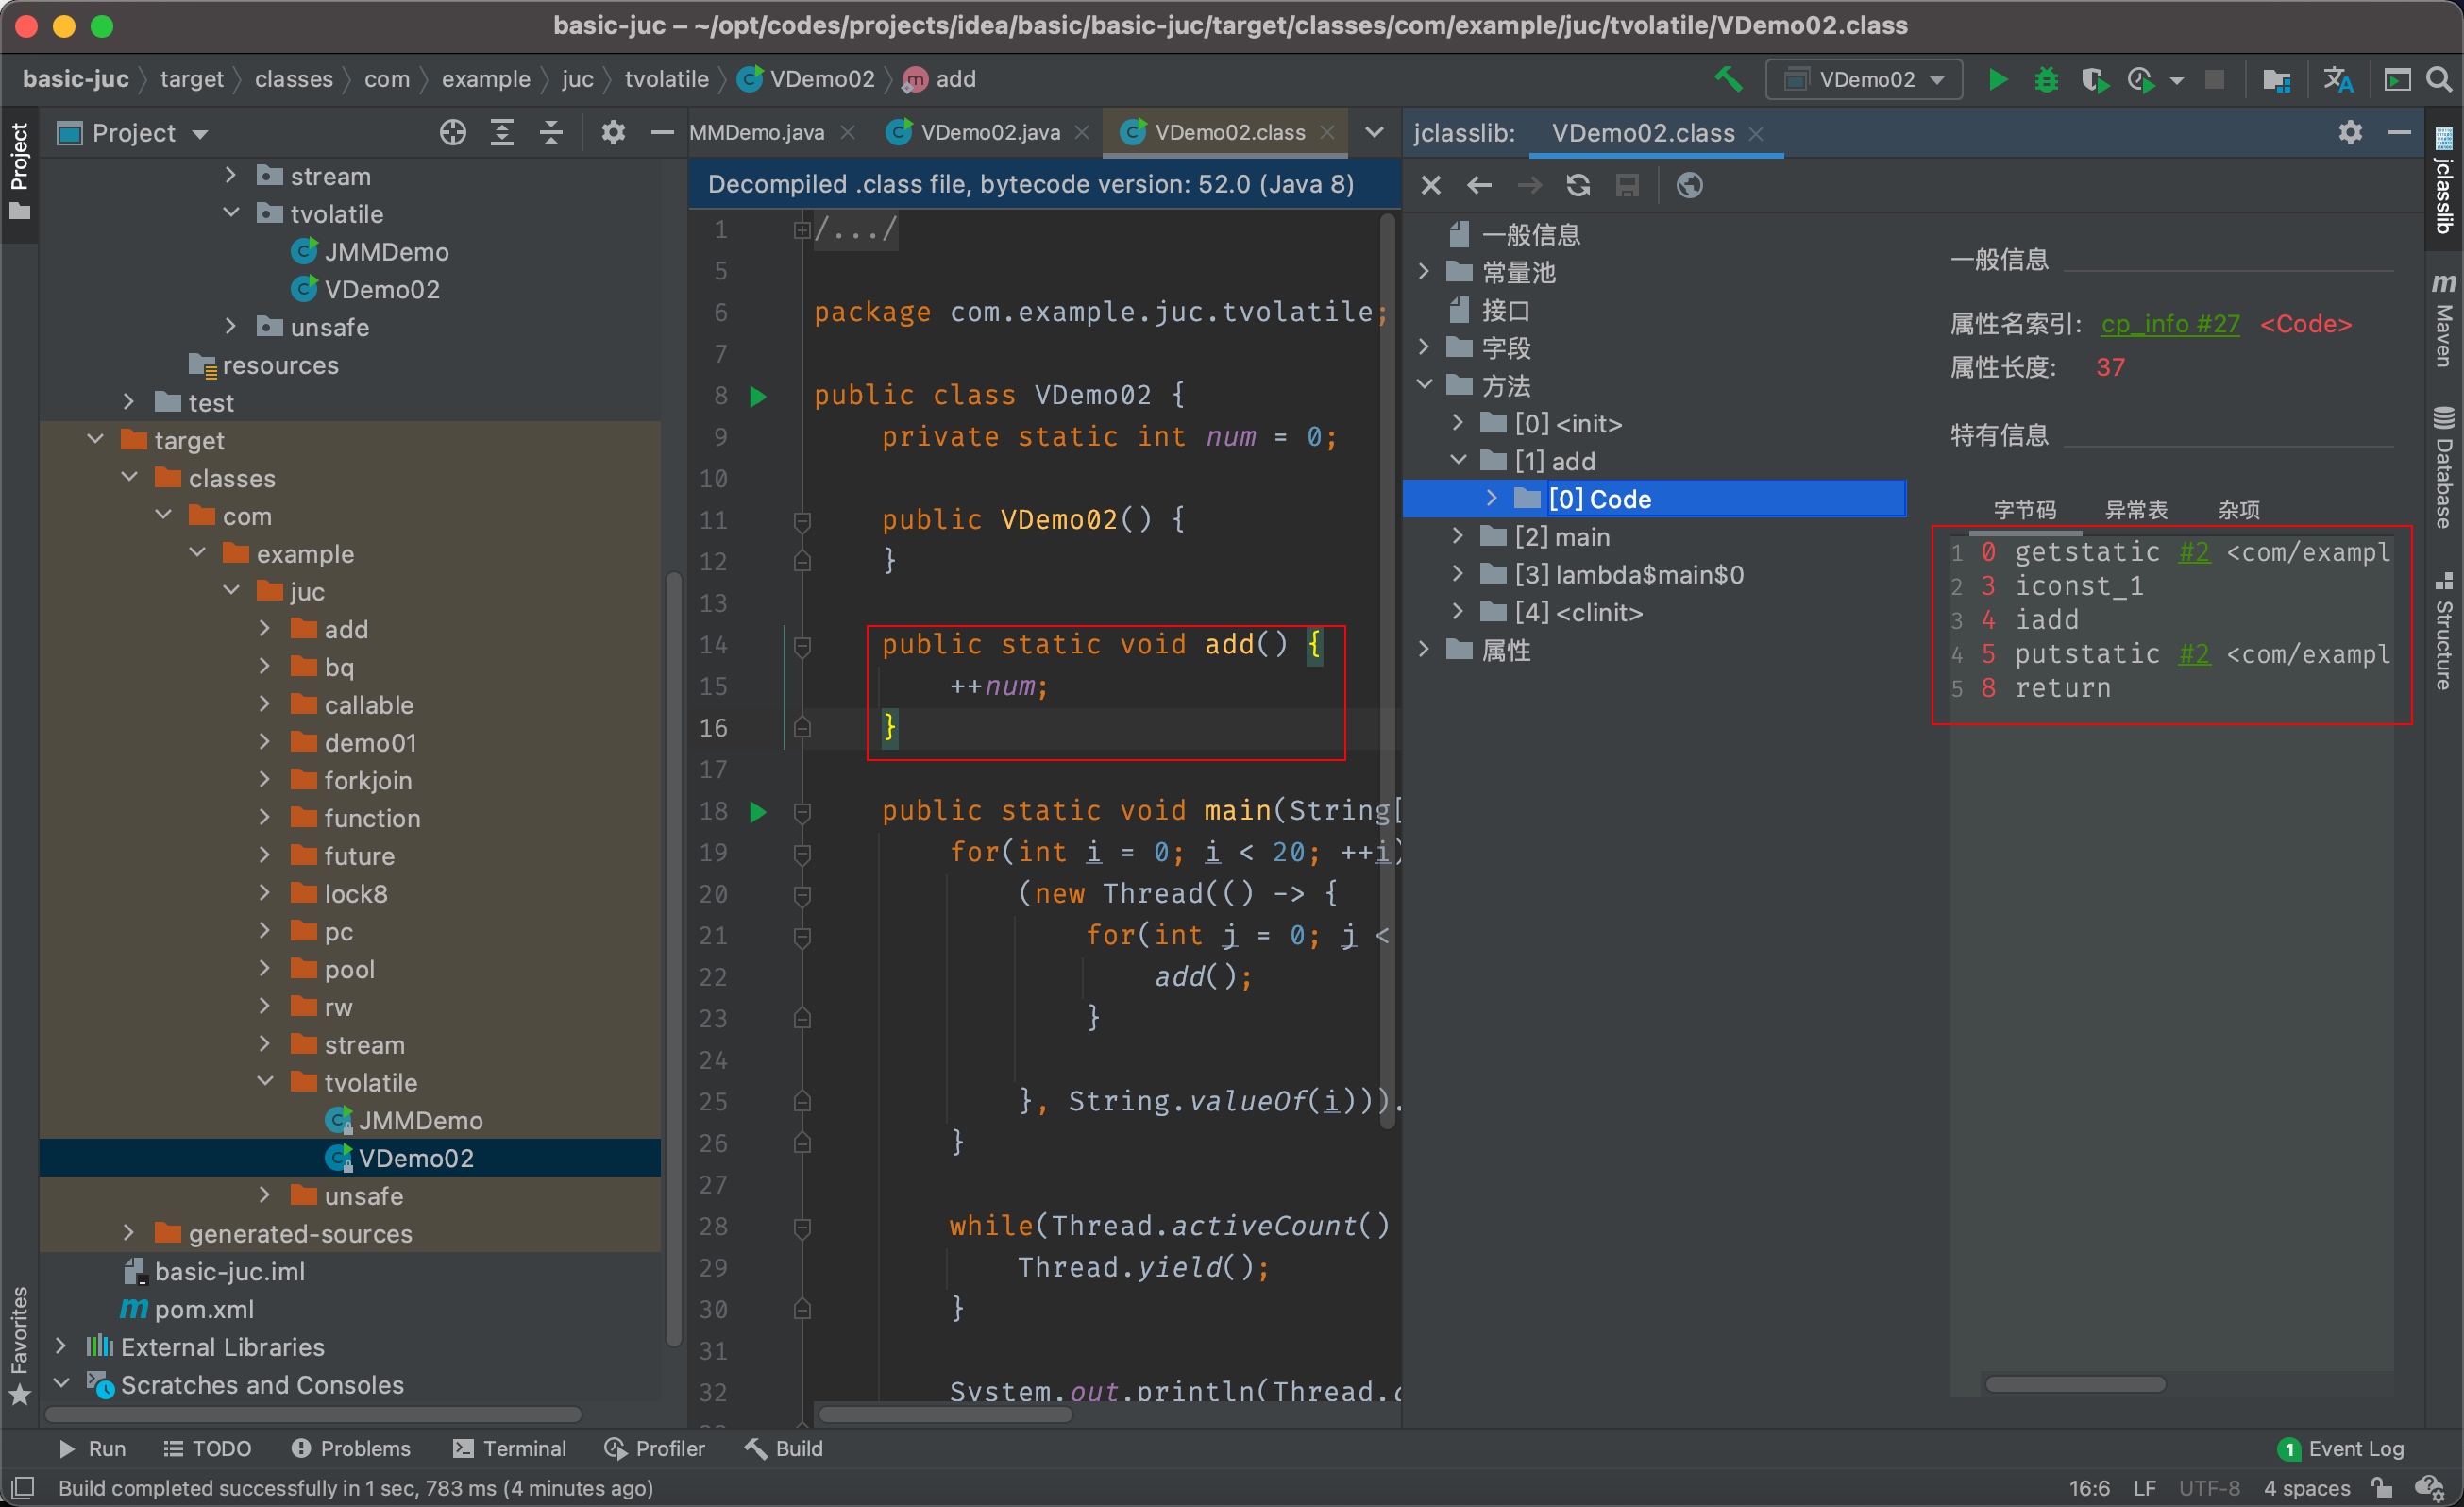 basic-juc – ~/opt/codes/projects/idea/basic/basic-juc/target/classes/com/example/juc/tvolatile/VDemo02.class
basic-juc target classes com example juc tvolatile VDemo02 add
VDemo02
Project
stream
tvolatile
JMMDemo
VDemo02
unsafe
resources
test
target
classes
com
example
juc
add
bq
callable
demo01
forkjoin
function
future
lock8
pc
pool
rw
stream
tvolatile
JMMDemo
VDemo02
unsafe
generated-sources
basic-juc.iml
pom.xml
External Libraries
Scratches and Consoles
Project
Favorites
MMDemo.java VDemo02.java VDemo02.class
Decompiled .class file, bytecode version: 52.0 (Java 8)
1 /.../
5
6 package com.example.juc.tvolatile;
7
8 public class VDemo02 {
9 private static int num = 0;
10
11 public VDemo02() {
12 }
13
14 public static void add() {
15 ++num;
16 }
17
18 public static void main(String[
19 for(int i = 0; i < 20; ++i)
20 (new Thread(() -> {
21 for(int j = 0; j <
22 add();
23 }
24
25 }, String.valueOf(i))).
26 }
27
28 while(Thread.activeCount()
29 Thread.yield();
30 }
31
32 System.out.println(Thread.c
jclasslib: VDemo02.class
一般信息
常量池
接口
字段
方法
[0] <init>
[1] add
[0] Code
[2] main
[3] lambda$main$0
[4] <clinit>
属性
一般信息
属性名索引: cp_info #27 <Code>
属性长度: 37
特有信息
字节码 异常表 杂项
1 0 getstatic #2 <com/exampl
2 3 iconst_1
3 4 iadd
4 5 putstatic #2 <com/exampl
5 8 return
jclasslib
m Maven
Database
Structure
Run TODO Problems Terminal Profiler Build
1 Event Log
Build completed successfully in 1 sec, 783 ms (4 minutes ago)
16:6 LF UTF-8 4 spaces